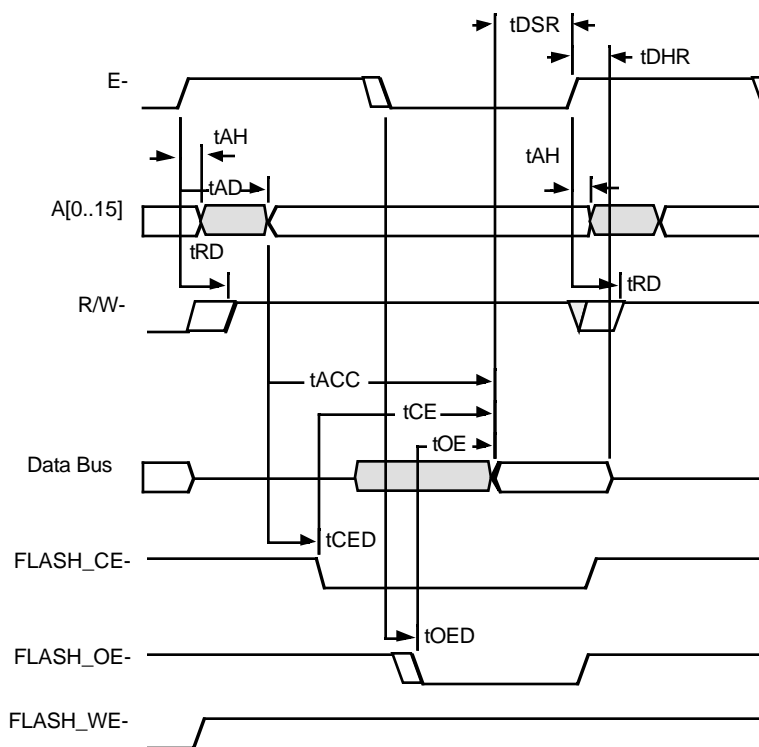 tDSR
tDHR
E-
tAH
tAH
tAD
A[0..15]
tRD
tRD
R/W-
tACC
tCE
tOE
Data Bus
tCED
FLASH_CE-
tOED
FLASH_OE-
FLASH_WE-